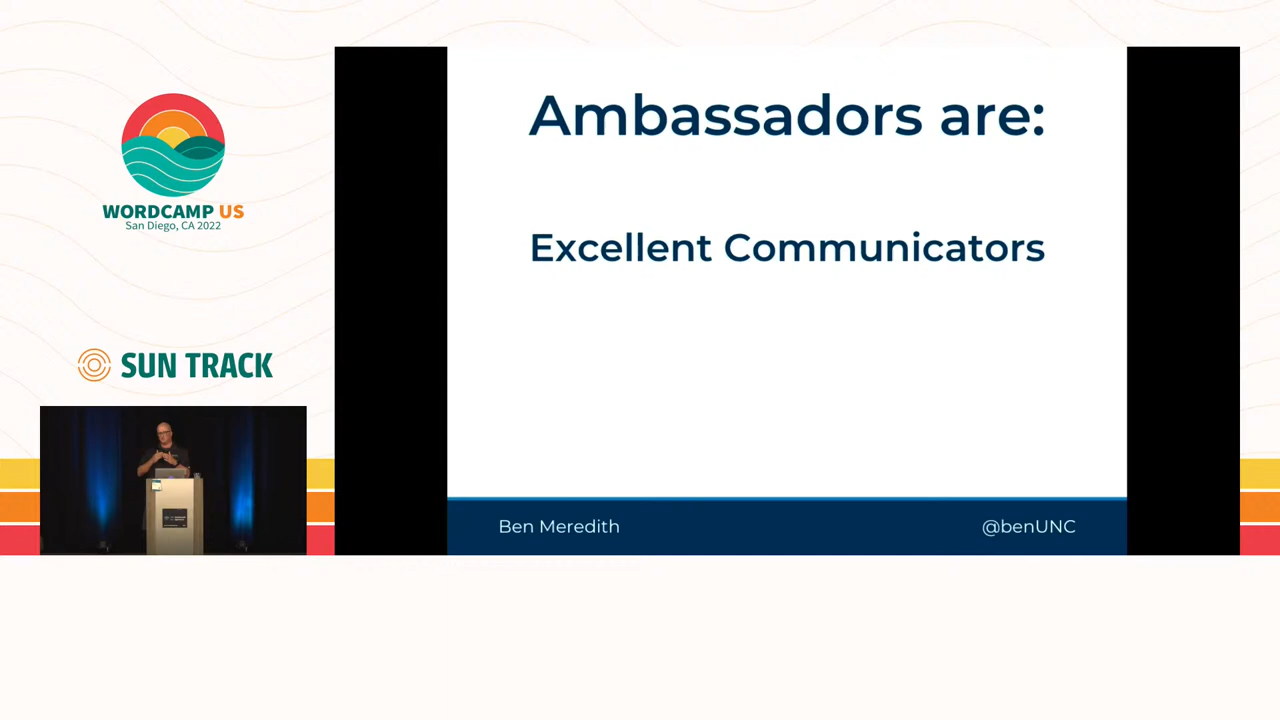 WORDCAMP US
San Diego, CA 2022
SUN TRACK
Ambassadors are:
Excellent Communicators
Ben Meredith
@benUNC